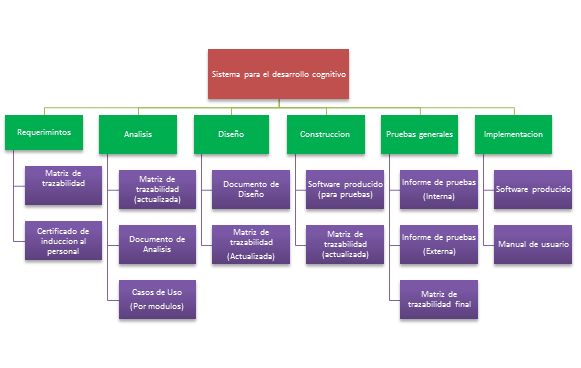 Sistema para el desarrollo cognitivo
Requerimintos
Analisis
Diseño
Construccion
Pruebas generales
Implementacion
Matriz de
trazabilidad
Certificado de
induccion al
personal
Matriz de
trazabilidad
(actualizada)
Documento de
Analisis
Casos de Uso
(Por modulos)
Documento de
Diseño
Matriz de
trazabilidad
(Actualizada)
Software producido
(para pruebas)
Matriz de
trazabilidad
(actualizada)
Informe de pruebas
(Interna)
Informe de pruebas
(Externa)
Matriz de
trazabilidad final
Software producido
Manual de usuario